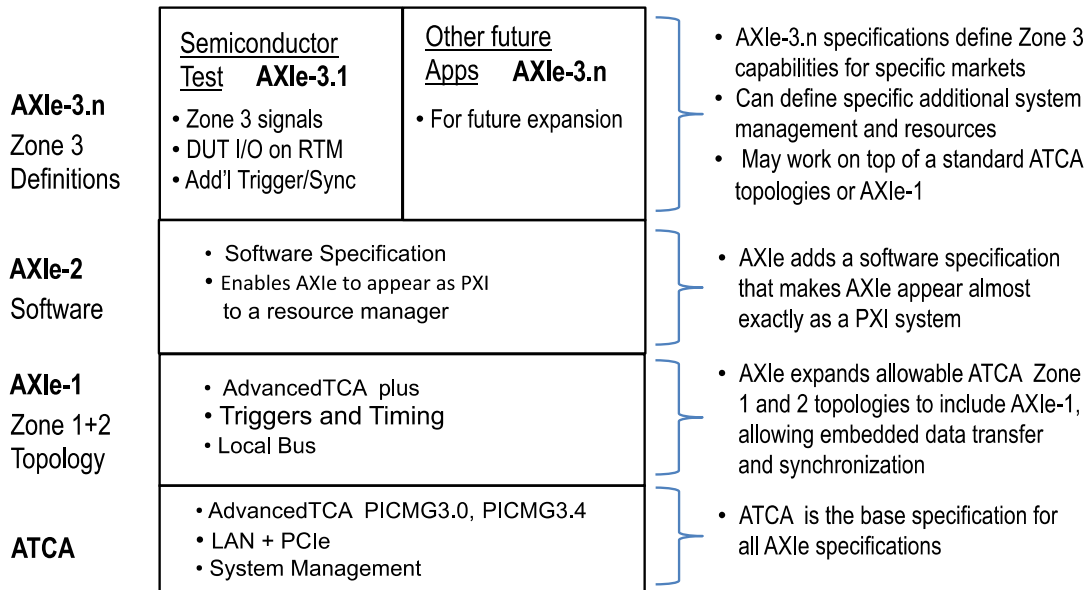 AXIe-3.n
Zone 3
Definitions
Semiconductor
Test AXIe-3.1
• Zone 3 signals
• DUT I/O on RTM
• Add'l Trigger/Sync
Other future
Apps AXIe-3.n
• For future expansion
• AXIe-3.n specifications define Zone 3
capabilities for specific markets
• Can define specific additional system
management and resources
• May work on top of a standard ATCA
topologies or AXIe-1
AXIe-2
Software
• Software Specification
• Enables AXIe to appear as PXI
to a resource manager
• AXIe adds a software specification
that makes AXIe appear almost
exactly as a PXI system
AXIe-1
Zone 1+2
Topology
• AdvancedTCA plus
• Triggers and Timing
• Local Bus
• AXIe expands allowable ATCA Zone
1 and 2 topologies to include AXIe-1,
allowing embedded data transfer
and synchronization
ATCA
• AdvancedTCA PICMG3.0, PICMG3.4
• LAN + PCIe
• System Management
• ATCA is the base specification for
all AXIe specifications